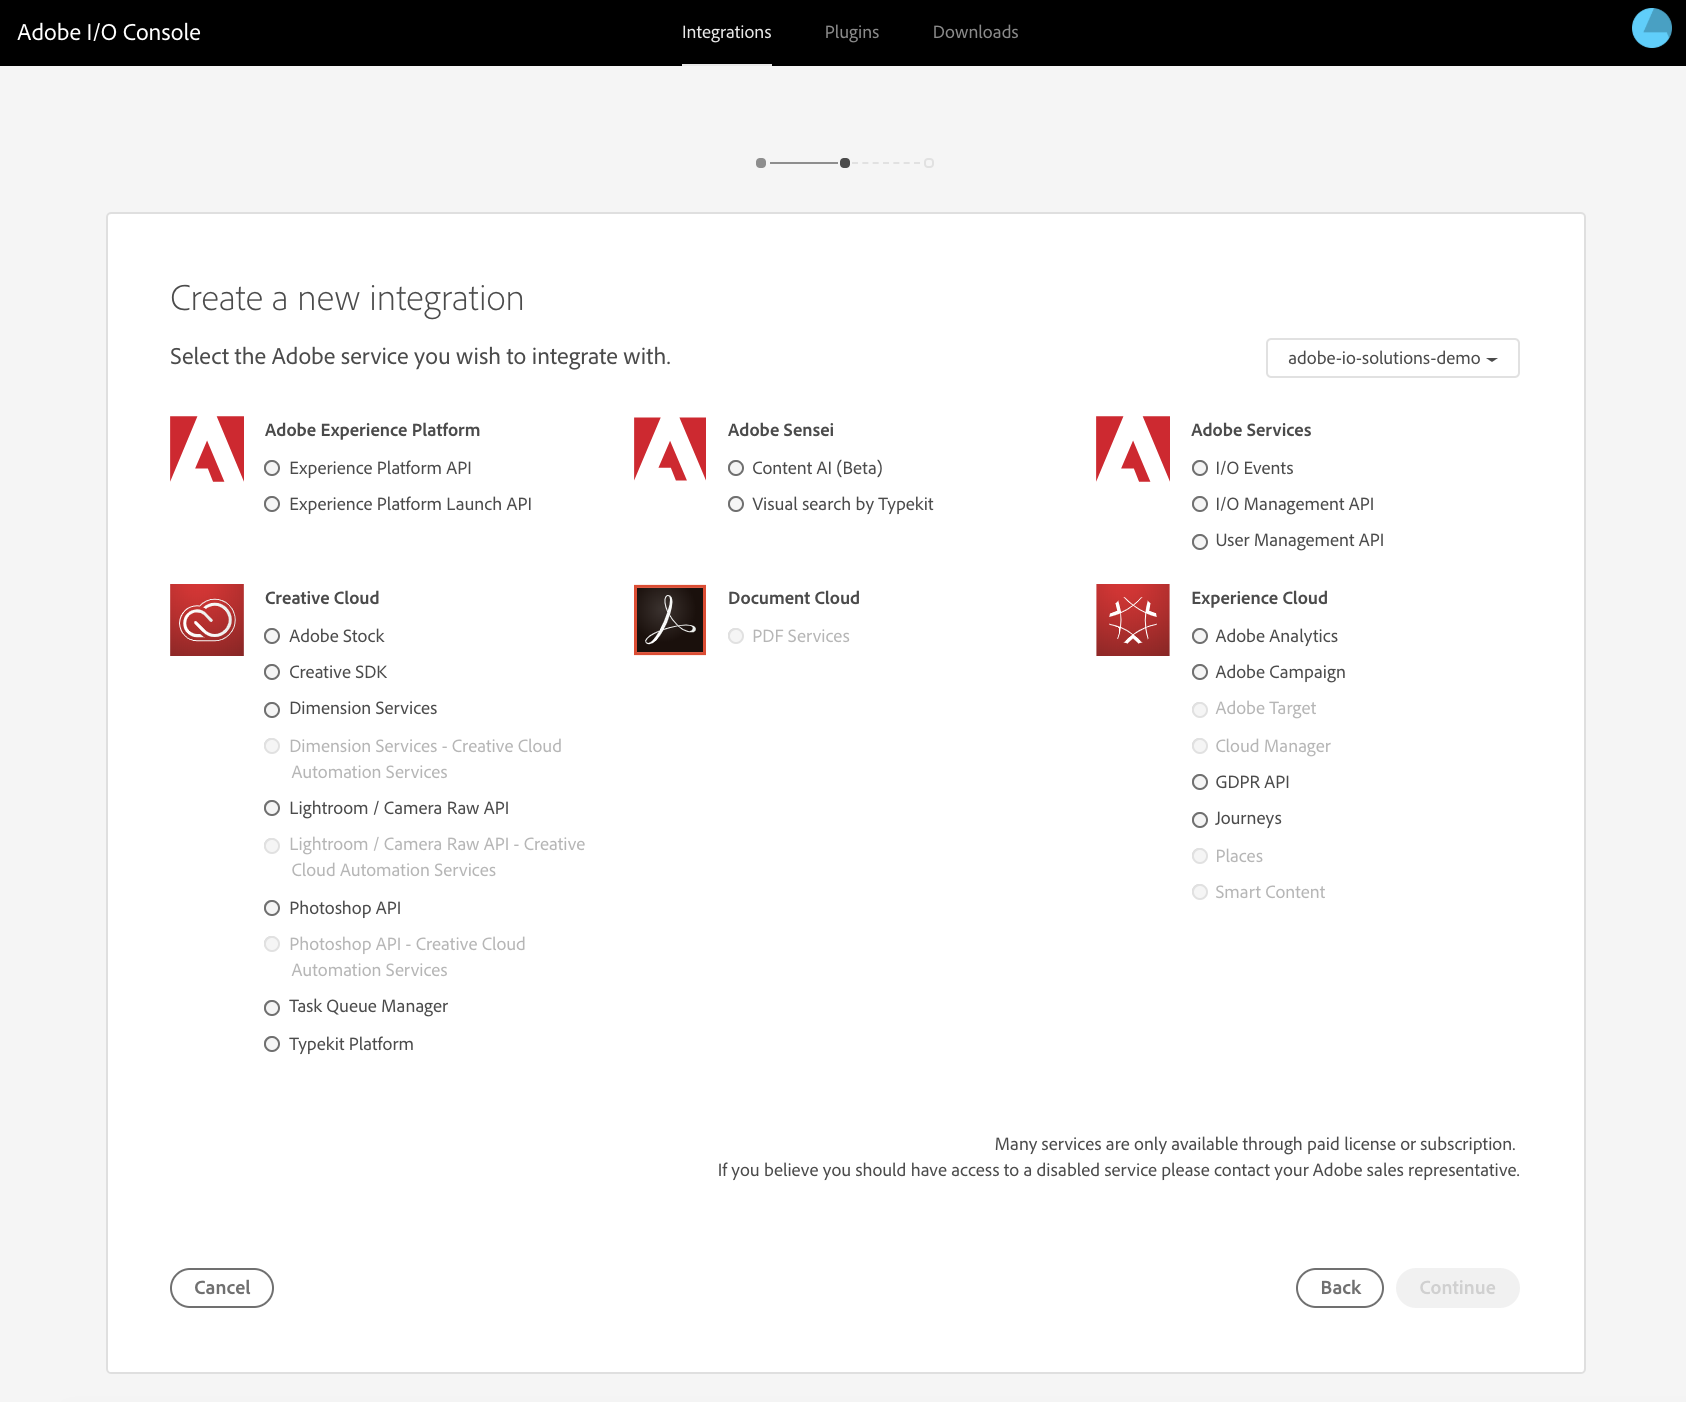 Adobe I/O Console
Integrations
Plugins
Downloads
Create a new integration
Select the Adobe service you wish to integrate with.
adobe-io-solutions-demo
Adobe Experience Platform
Experience Platform API
Experience Platform Launch API
Adobe Sensei
Content AI (Beta)
Visual search by Typekit
Adobe Services
I/O Events
I/O Management API
User Management API
Creative Cloud
Adobe Stock
Creative SDK
Dimension Services
Dimension Services - Creative Cloud
Automation Services
Lightroom / Camera Raw API
Lightroom / Camera Raw API - Creative
Cloud Automation Services
Photoshop API
Photoshop API - Creative Cloud
Automation Services
Task Queue Manager
Typekit Platform
Document Cloud
PDF Services
Experience Cloud
Adobe Analytics
Adobe Campaign
Adobe Target
Cloud Manager
GDPR API
Journeys
Places
Smart Content
Many services are only available through paid license or subscription.
If you believe you should have access to a disabled service please contact your Adobe sales representative.
Cancel
Back
Continue